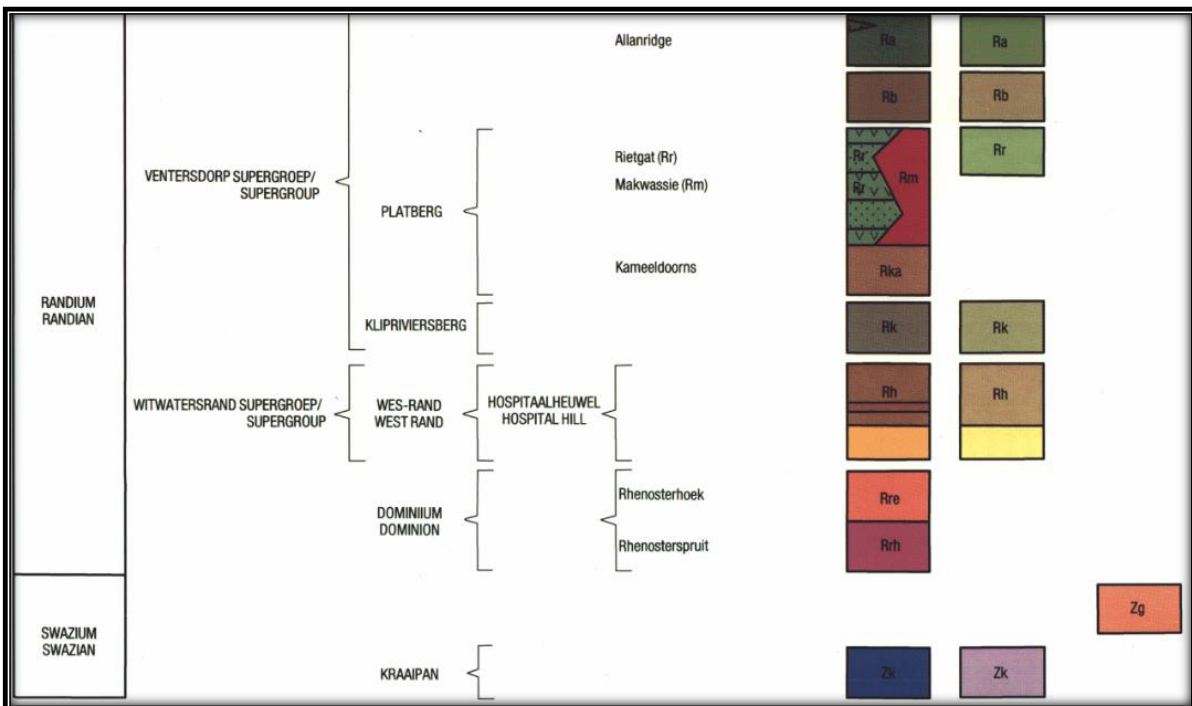 Allanridge
Ra
Ra
Rb
Rb
VENTERSDORP SUPERGROEP/
SUPERGROUP
PLATBERG
Rietgat (Rr)
Makwassie (Rm)
Rr
Rr
Rm
Rr
Kameeldoorns
Rka
RANDIUM
RANDIAN
KLIPRIVIERSBERG
Rk
Rk
WITWATERSRAND SUPERGROEP/
SUPERGROUP
WES-RAND
WEST RAND
HOSPITAALHEUWEL
HOSPITAL HILL
Rh
Rh
DOMINIUM
DOMINION
Rhenosterhoek
Rre
Rhenosterspruit
Rrh
SWAZIUM
SWAZIAN
Zg
KRAAIPAN
Zk
Zk